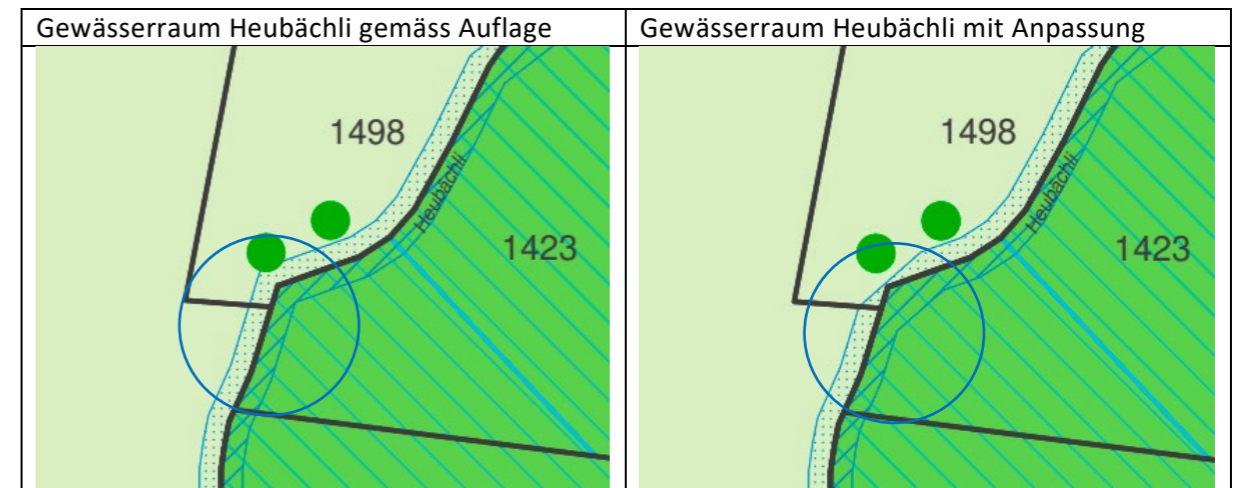 Gewässerraum Heubächli gemäss Auflage
Gewässerraum Heubächli mit Anpassung
1498
Heubächli
1423
1498
Heubächli
1423